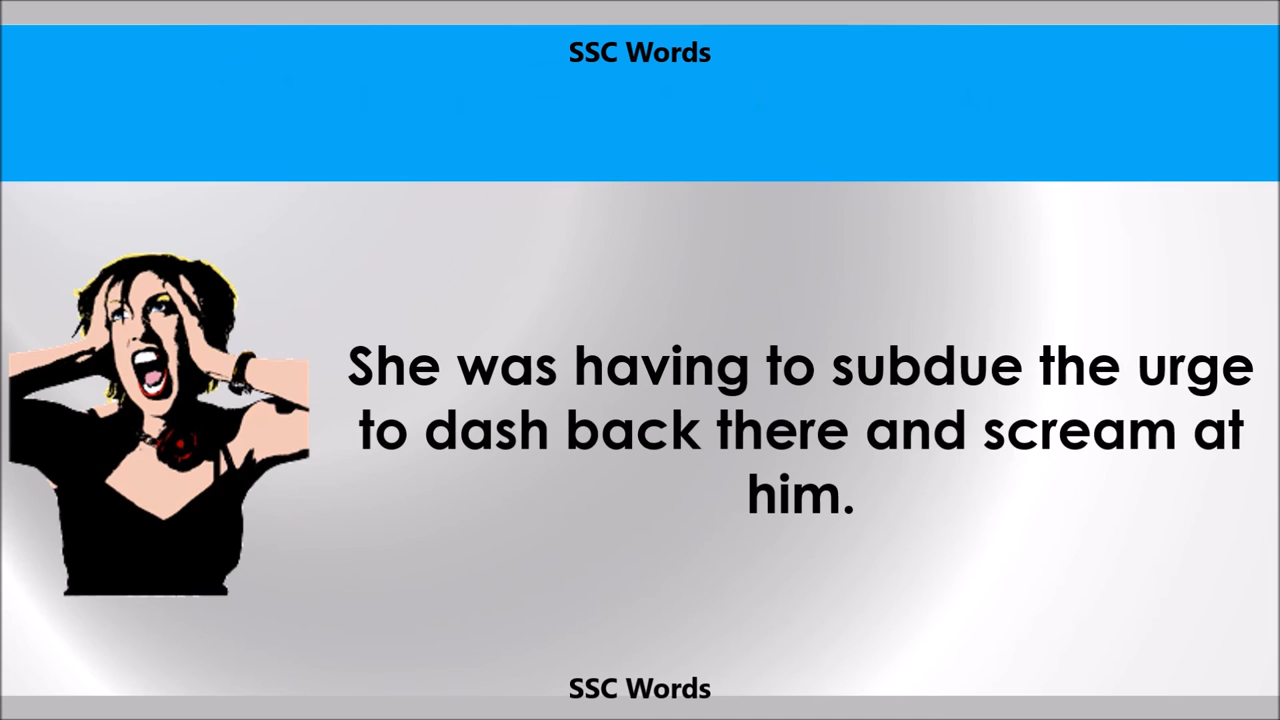 SSC Words
She was having to subdue the urge
to dash back there and scream at
him.
SSC Words